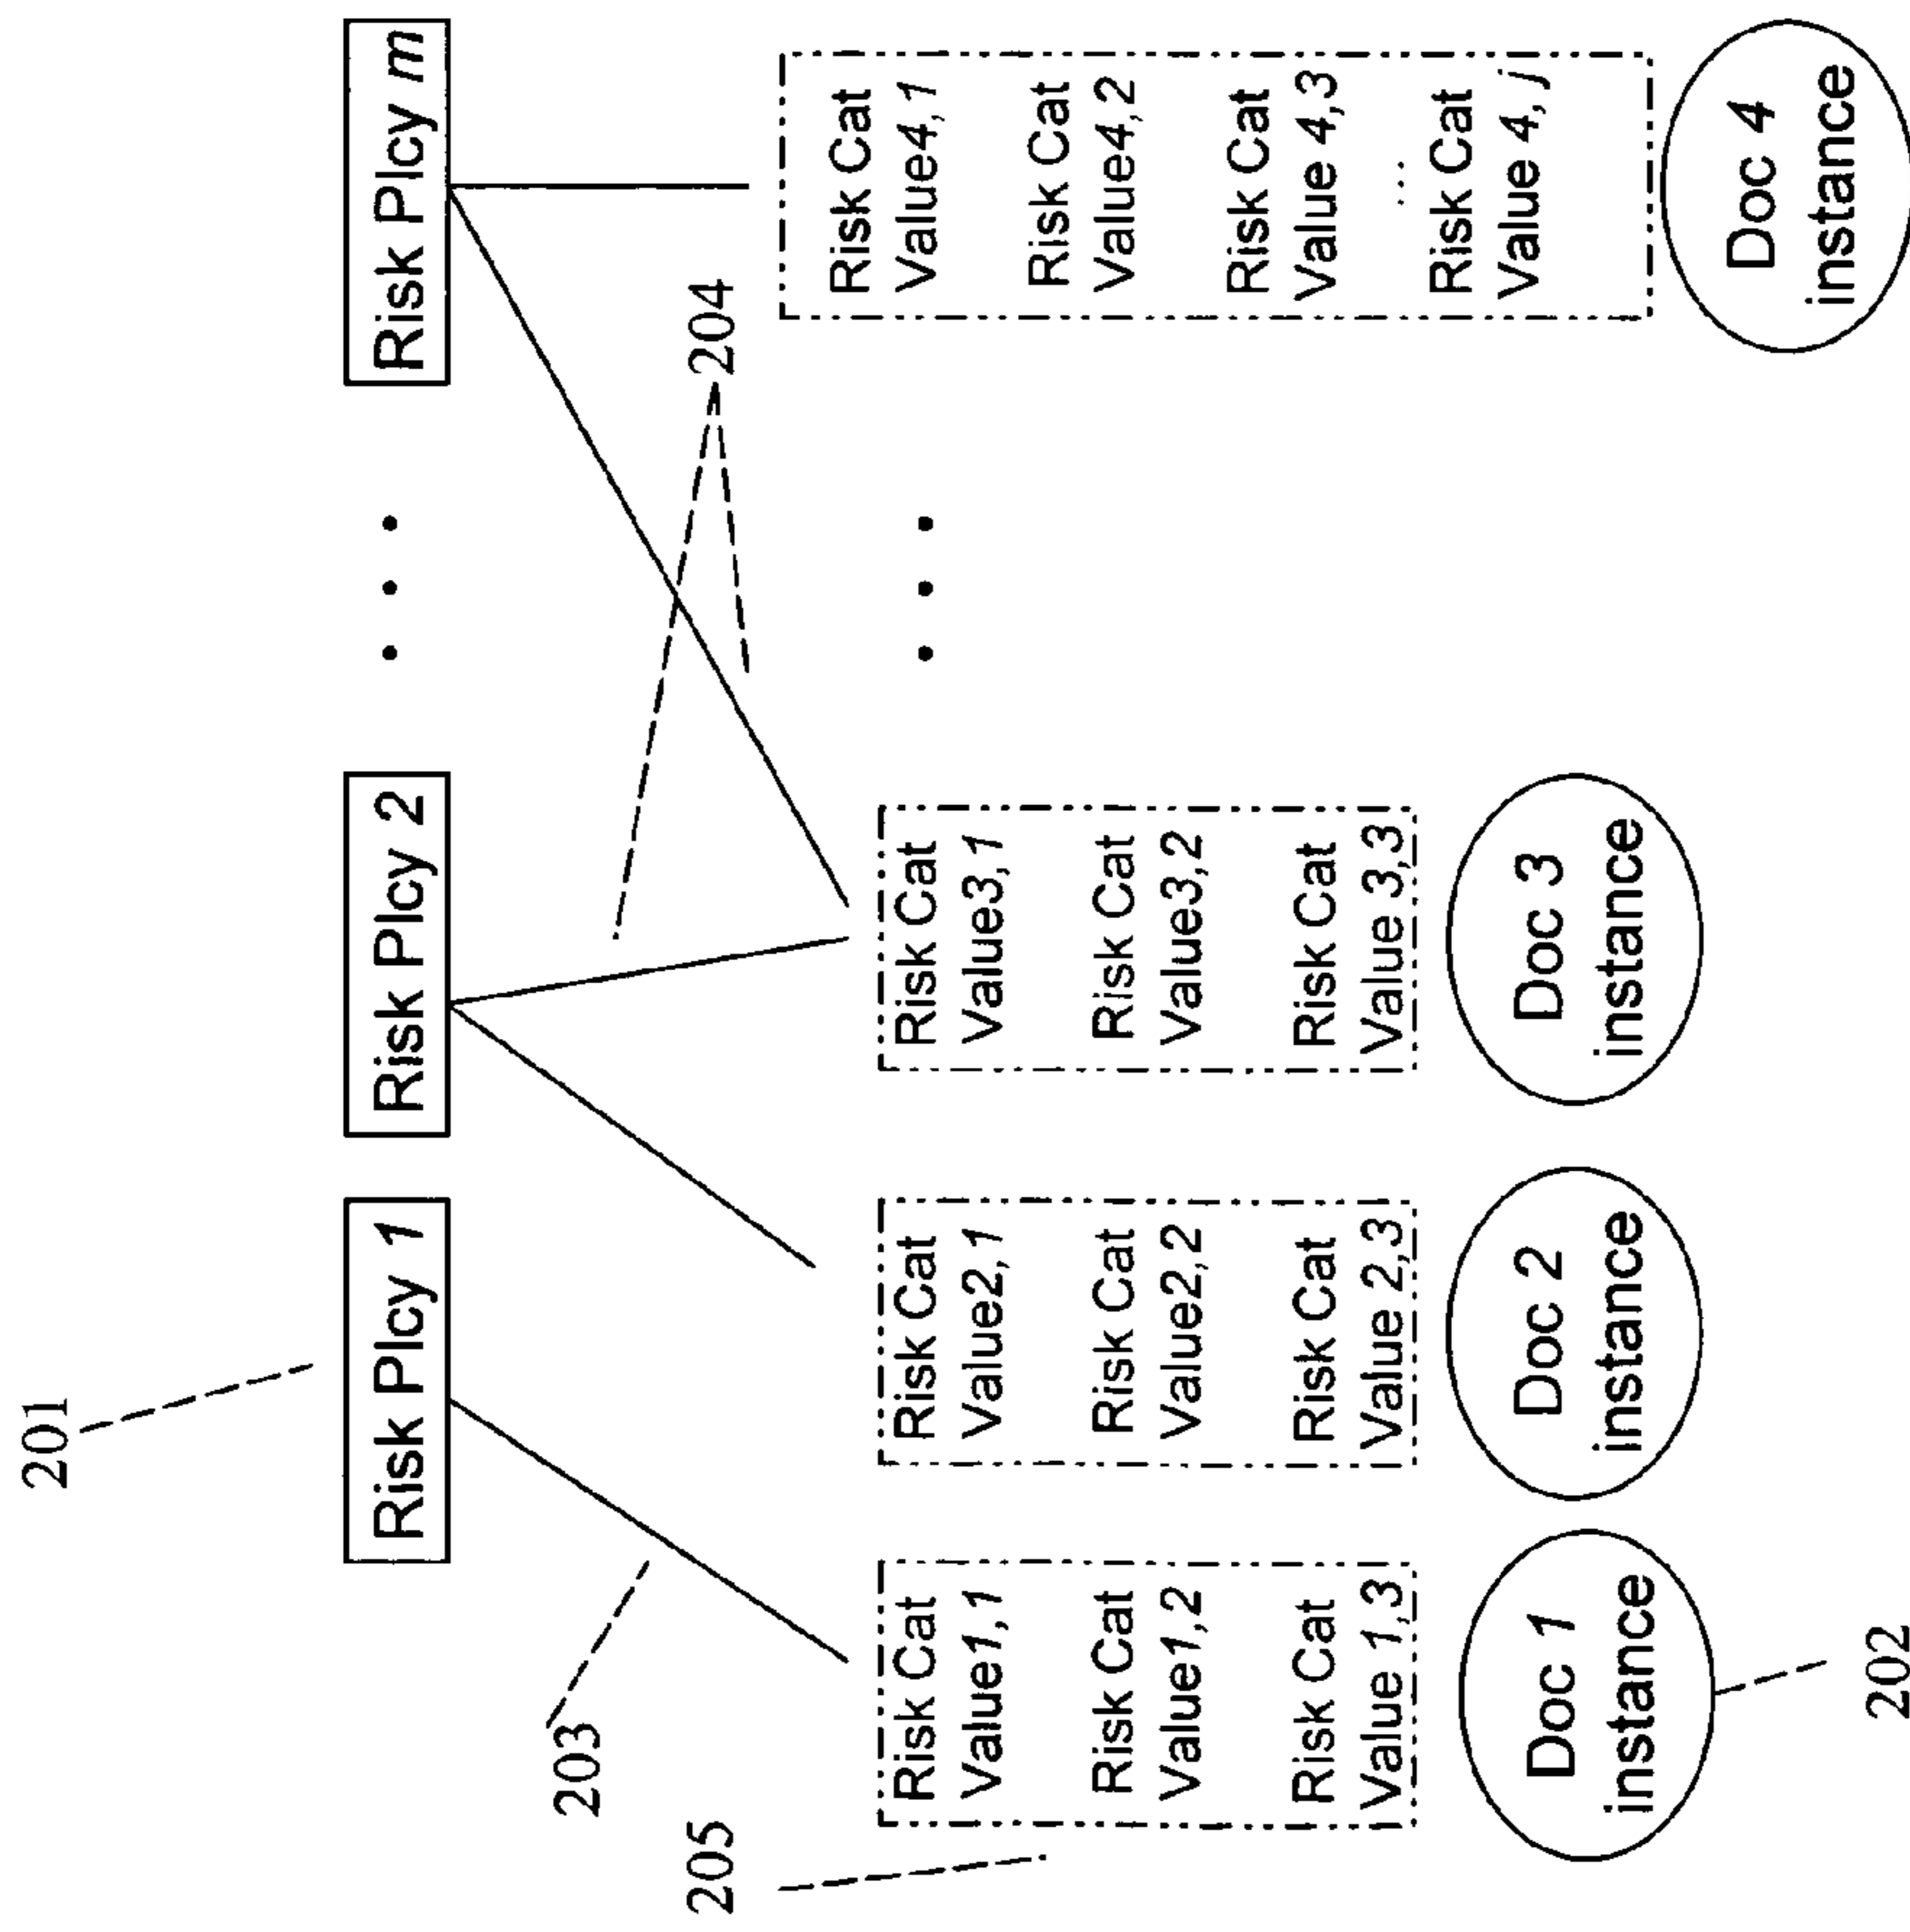 201
Risk Plcy 1
Risk Plcy 2
. . .
Risk Plcy m
203
204
205
Risk Cat
Value1,1
Risk Cat
Value1,2
Risk Cat
Value 1,3
Doc 1
instance
Risk Cat
Value2,1
Risk Cat
Value2,2
Risk Cat
Value 2,3
Doc 2
instance
Risk Cat
Value3,1
Risk Cat
Value3,2
Risk Cat
Value 3,3
Doc 3
instance
. . .
Risk Cat
Value4,1
Risk Cat
Value4,2
Risk Cat
Value 4,3
...
Risk Cat
Value 4,j
Doc 4
instance
202